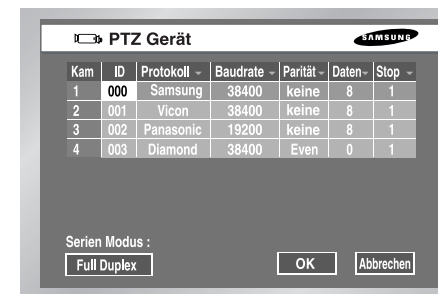 PTZ Gerät
SAMSUNG
Kam ID Protokoll Baudrate Parität Daten Stop
1 000 Samsung 38400 keine 8 1
2 001 Vicon 38400 keine 8 1
3 002 Panasonic 19200 keine 8 1
4 003 Diamond 38400 Even 0 1
Serien Modus :
Full Duplex OK Abbrechen